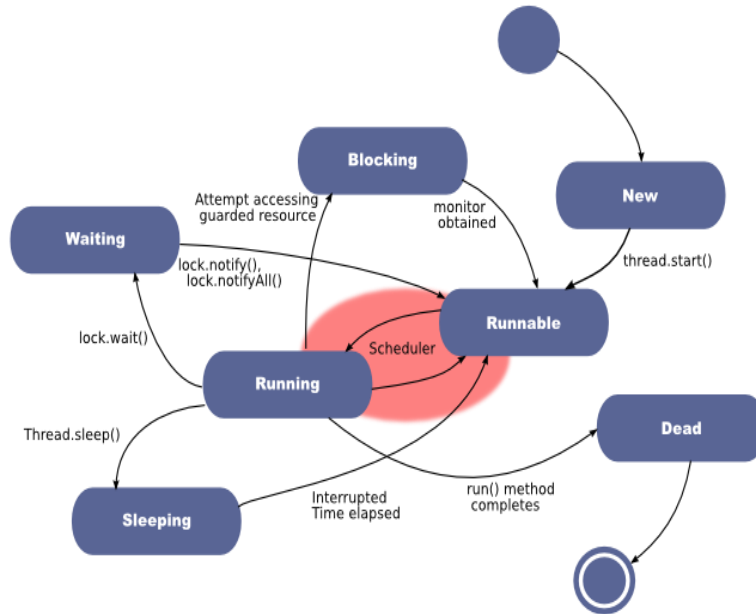 Blocking
Attempt accessing
guarded resource
monitor
obtained
New
Waiting
thread.start()
lock.notify(),
lock.notifyAll()
Runnable
lock.wait()
Scheduler
Running
Dead
Thread.sleep()
Interrupted
Time elapsed
run() method
completes
Sleeping